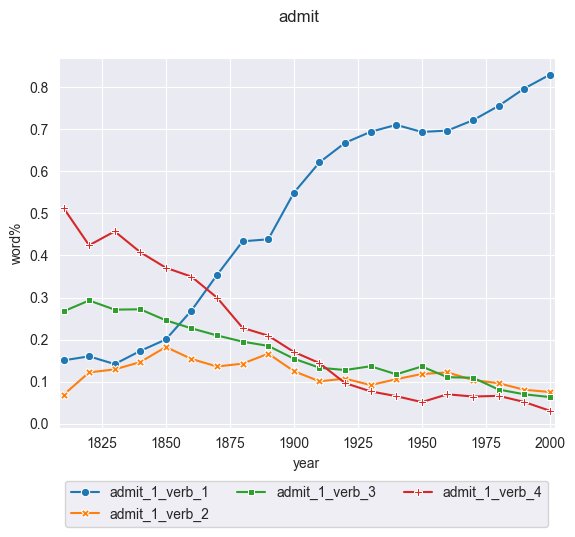 admit
0.8
0.7
0.6
0.5
0.4
0.3
0.2
0.1
0.0
word%
1825 1850 1875 1900 1925 1950 1975 2000
year
admit_1_verb_1 admit_1_verb_3 admit_1_verb_4
admit_1_verb_2